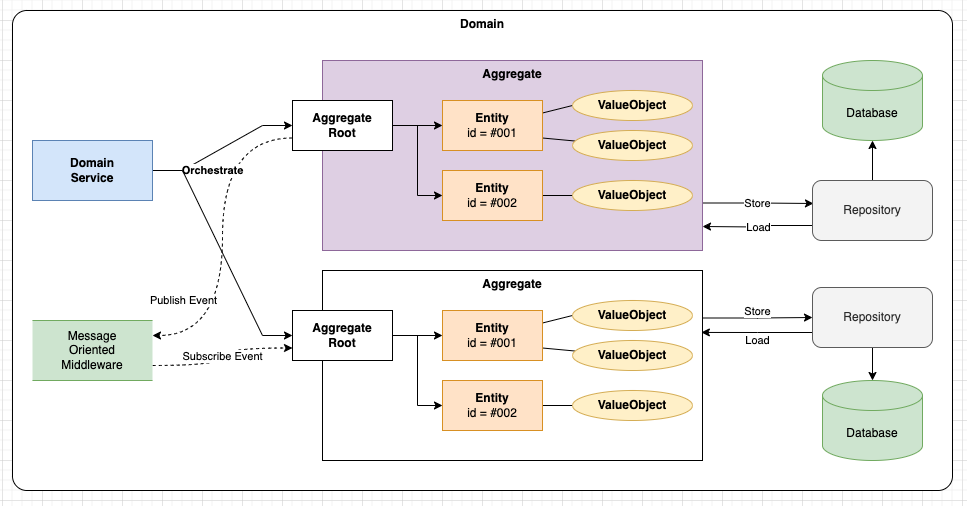 Domain
Aggregate
Aggregate
Root
Entity
id = #001
ValueObject
ValueObject
Entity
id = #002
ValueObject
Database
Domain
Service
Orchestrate
Store
Load
Repository
Publish Event
Message
Oriented
Middleware
Subscribe Event
Aggregate
Aggregate
Root
Entity
id = #001
ValueObject
ValueObject
Entity
id = #002
ValueObject
Store
Load
Repository
Database